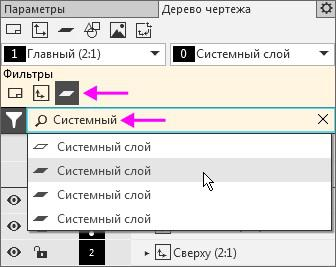 Параметры Дерево чертежа
1 Главный (2:1) 0 Системный слой
Фильтры
Системный
Системный слой
Системный слой
Системный слой
Системный слой
2 Сверху (2:1)